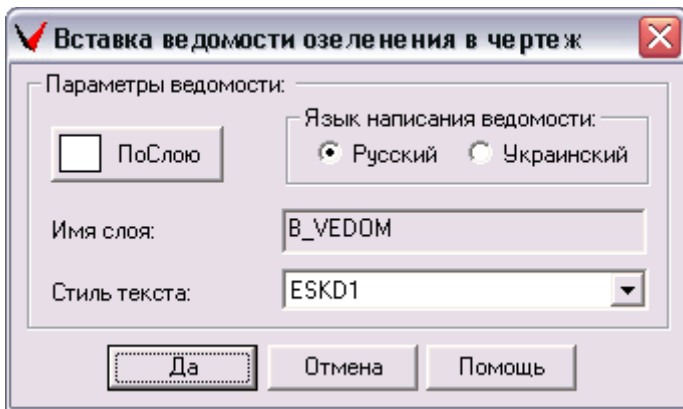 Вставка ведомости озеленения в чертеж
Параметры ведомости:
ПоСлою
Язык написания ведомости:
Русский Украинский
Имя слоя: B_VEDOM
Стиль текста: ESKD1
Да Отмена Помощь